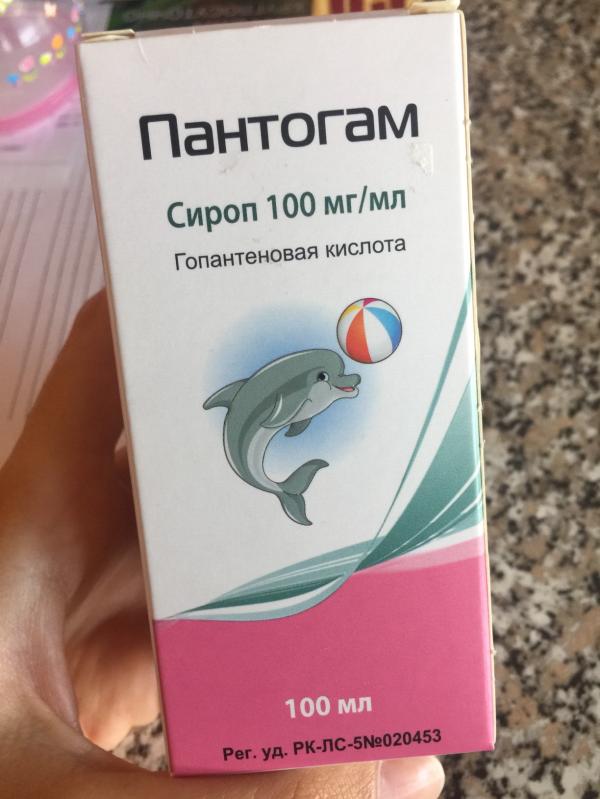 Пантогам
Сироп 100 мг/мл
Гопантеновая кислота
100 мл
Рег. уд. РК-ЛС-5№020453